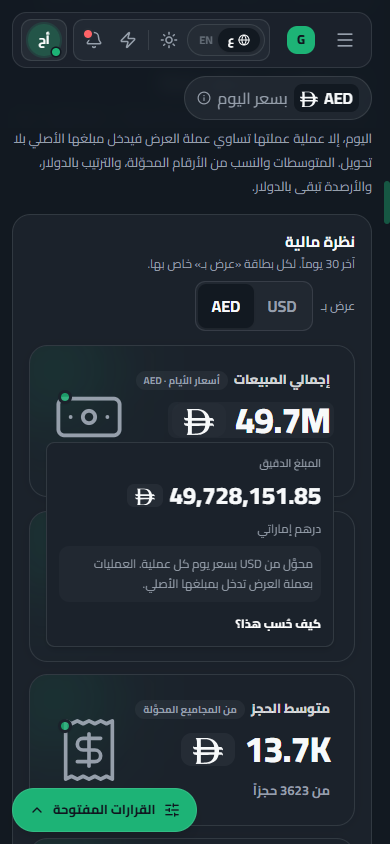 أح
EN
ع
G
بسعر اليوم
AED
اليوم، إلا عملية عملتها تساوي عملة العرض فيدخل مبلغها الأصلي بلا
تحويل. المتوسطات والنسب من الأرقام المحوّلة، والترتيب بالدولار،
والأرصدة تبقى بالدولار.
نظرة مالية
آخر 30 يوماً. لكل بطاقة «عرض بـ» خاص بها.
عرض بـ
USD
AED
إجمالي المبيعات
أسعار الأيام · AED
49.7M
المبلغ الدقيق
49,728,151.85
درهم إماراتي
محوَّل من USD بسعر يوم كل عملية. العمليات
بعملة العرض تدخل بمبلغها الأصلي.
كيف حُسب هذا؟
متوسط الحجز
من المجاميع المحوَّلة
13.7K
من 3623 حجزاً
القرارات المفتوحة